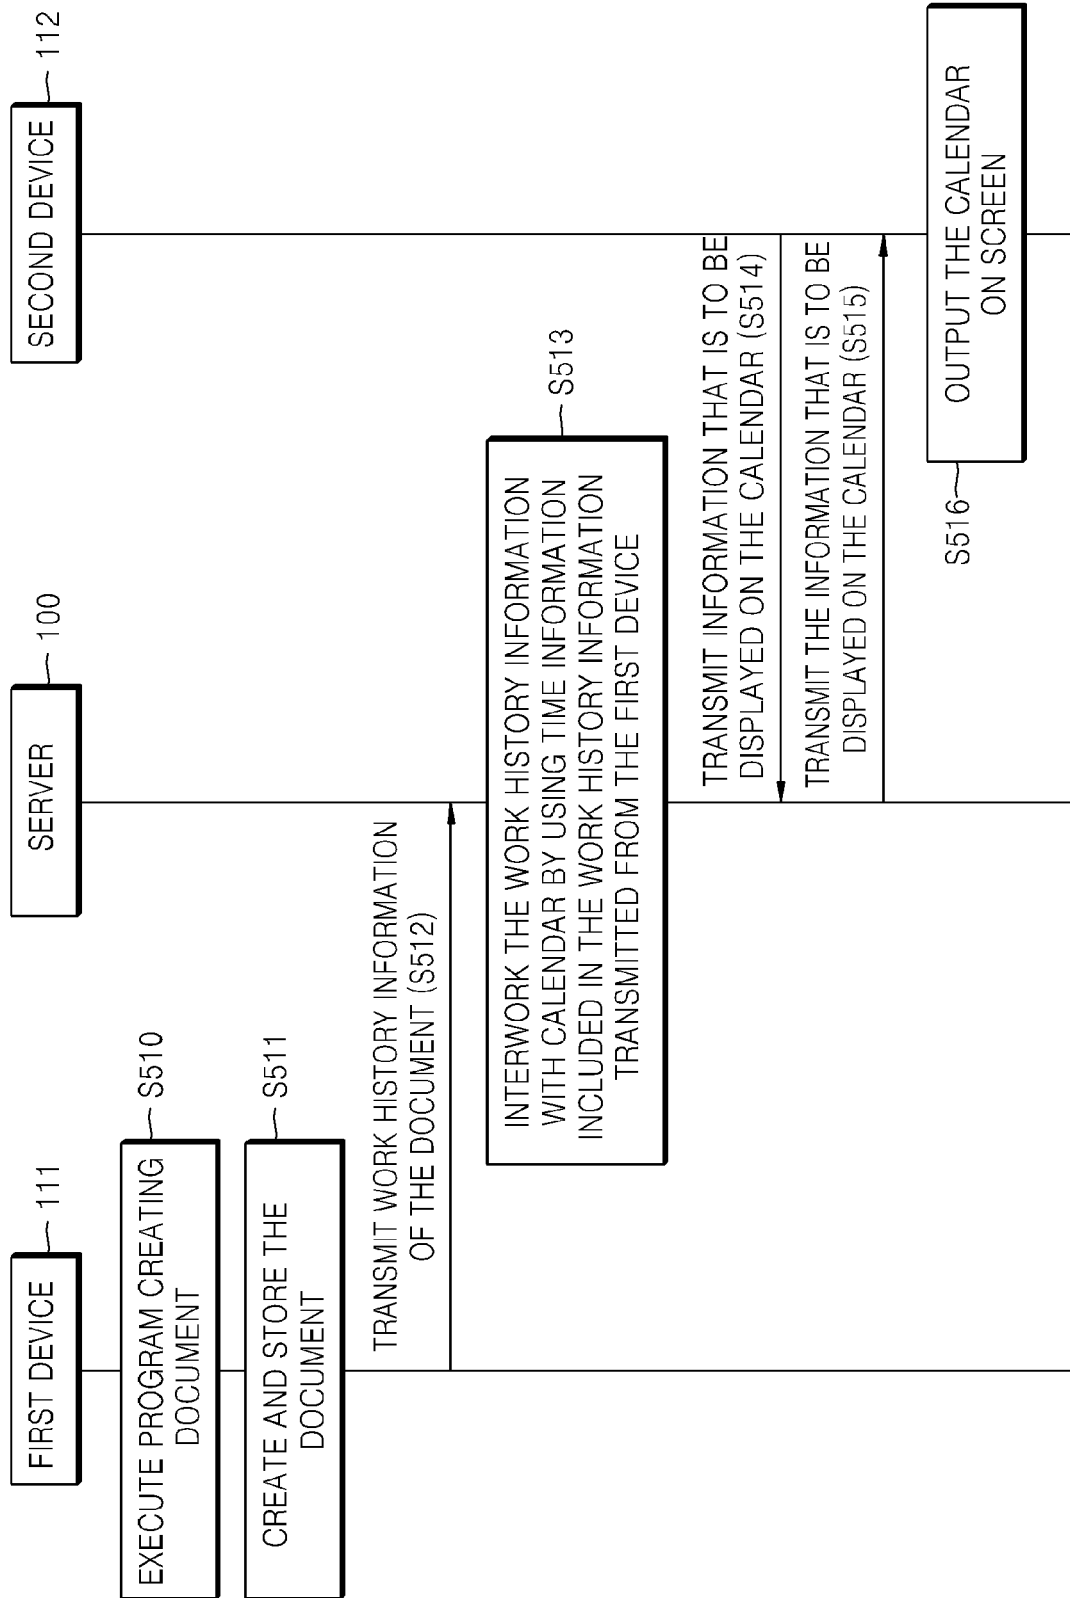 FIRST DEVICE
111
SERVER
100
SECOND DEVICE
112
EXECUTE PROGRAM CREATING
DOCUMENT
S510
CREATE AND STORE THE
DOCUMENT
S511
TRANSMIT WORK HISTORY INFORMATION
OF THE DOCUMENT (S512)
INTERWORK THE WORK HISTORY INFORMATION
WITH CALENDAR BY USING TIME INFORMATION
INCLUDED IN THE WORK HISTORY INFORMATION
TRANSMITTED FROM THE FIRST DEVICE
S513
TRANSMIT INFORMATION THAT IS TO BE
DISPLAYED ON THE CALENDAR (S514)
TRANSMIT THE INFORMATION THAT IS TO BE
DISPLAYED ON THE CALENDAR (S515)
S516
OUTPUT THE CALENDAR
ON SCREEN